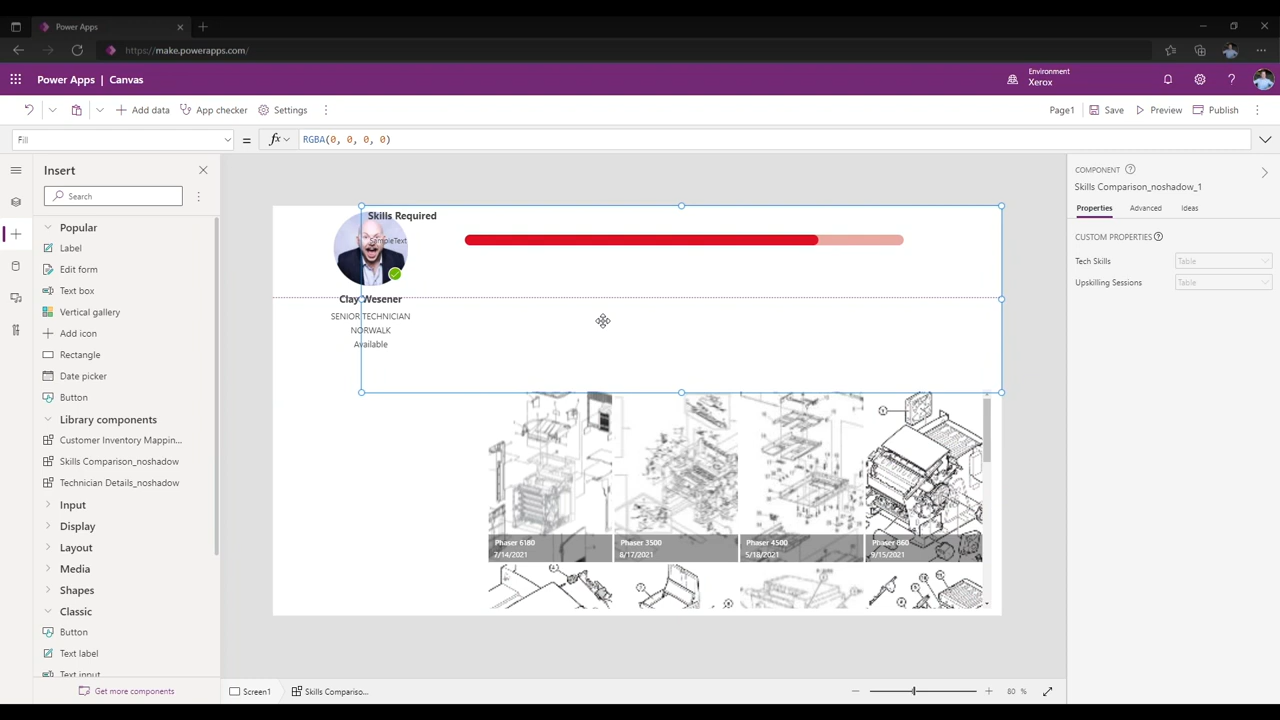 Power Apps
https://make.powerapps.com/
Power Apps | Canvas
Environment
Xerox
Add data
App checker
Settings
Page1
Save
Preview
Publish
Fill
=
fx
RGBA(0, 0, 0, 0)
Insert
Search
Popular
Label
Edit form
Text box
Vertical gallery
Add icon
Rectangle
Date picker
Button
Library components
Customer Inventory Mappin...
Skills Comparison_noshadow
Technician Details_noshadow
Input
Display
Layout
Media
Shapes
Classic
Button
Text label
Text input
Get more components
Skills Required
SampleText
Clay Wesener
SENIOR TECHNICIAN
NORWALK
Available
Phaser 6180
7/14/2021
Phaser 3500
8/17/2021
Phaser 4500
5/18/2021
Phaser 860
9/15/2021
COMPONENT
Skills Comparison_noshadow_1
Properties
Advanced
Ideas
CUSTOM PROPERTIES
Tech Skills
Table
Upskilling Sessions
Table
Screen1
Skills Compariso...
80 %